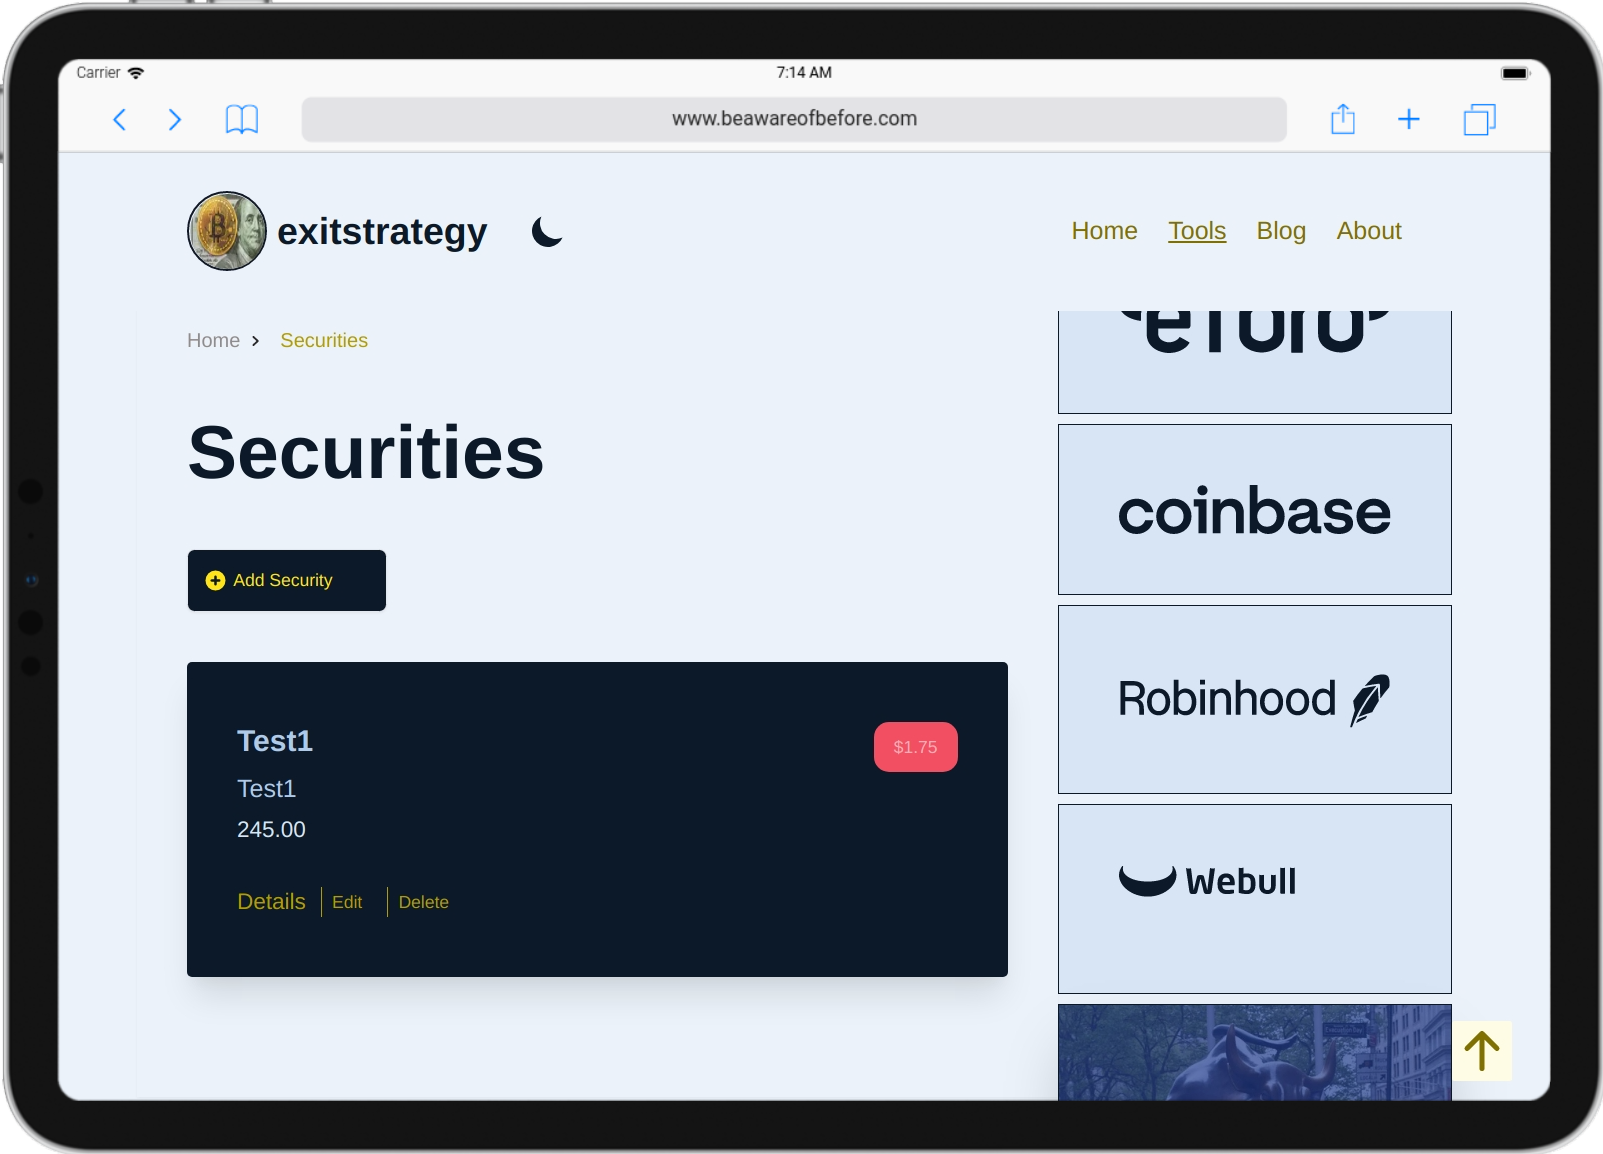 Carrier
7:14 AM
www.beawareofbefore.com
exitstrategy
Home Tools Blog About
Home Securities
eToro
Securities
coinbase
Add Security
Robinhood
Test1
$1.75
Test1
245.00
Webull
Details Edit Delete